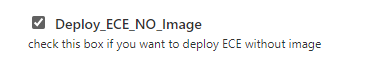 Deploy_ECE_NO_Image
check this box if you want to deploy ECE without image